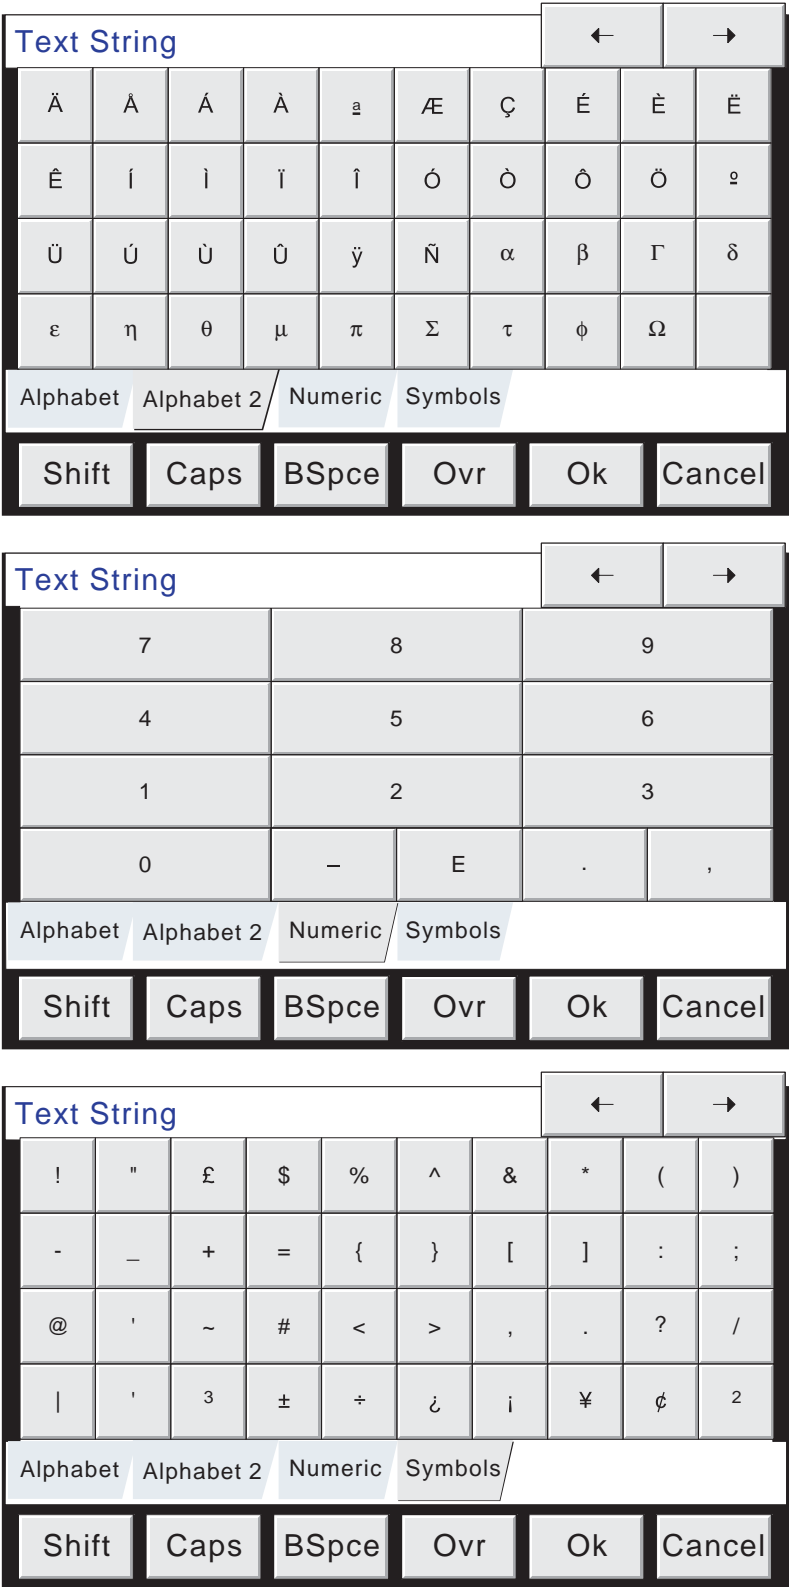 Text String ← →
Ä Å Á À ª Æ Ç É È Ë
Ê Í Ì Ï Î Ó Ò Ô Ö º
Ü Ú Ù Û ÿ Ñ α β Γ δ
ε η θ μ π Σ τ ϕ Ω
Alphabet Alphabet 2 Numeric Symbols
Shift Caps BSpce Ovr Ok Cancel
Text String ← →
7 8 9
4 5 6
1 2 3
0 – E . ,
Alphabet Alphabet 2 Numeric Symbols
Shift Caps BSpce Ovr Ok Cancel
Text String ← →
! " £ $ % ^ & * ( )
- _ + = { } [ ] : ;
@ ' ~ # < > , . ? /
| ' ³ ± ÷ ¿ ¡ ¥ ¢ ²
Alphabet Alphabet 2 Numeric Symbols
Shift Caps BSpce Ovr Ok Cancel